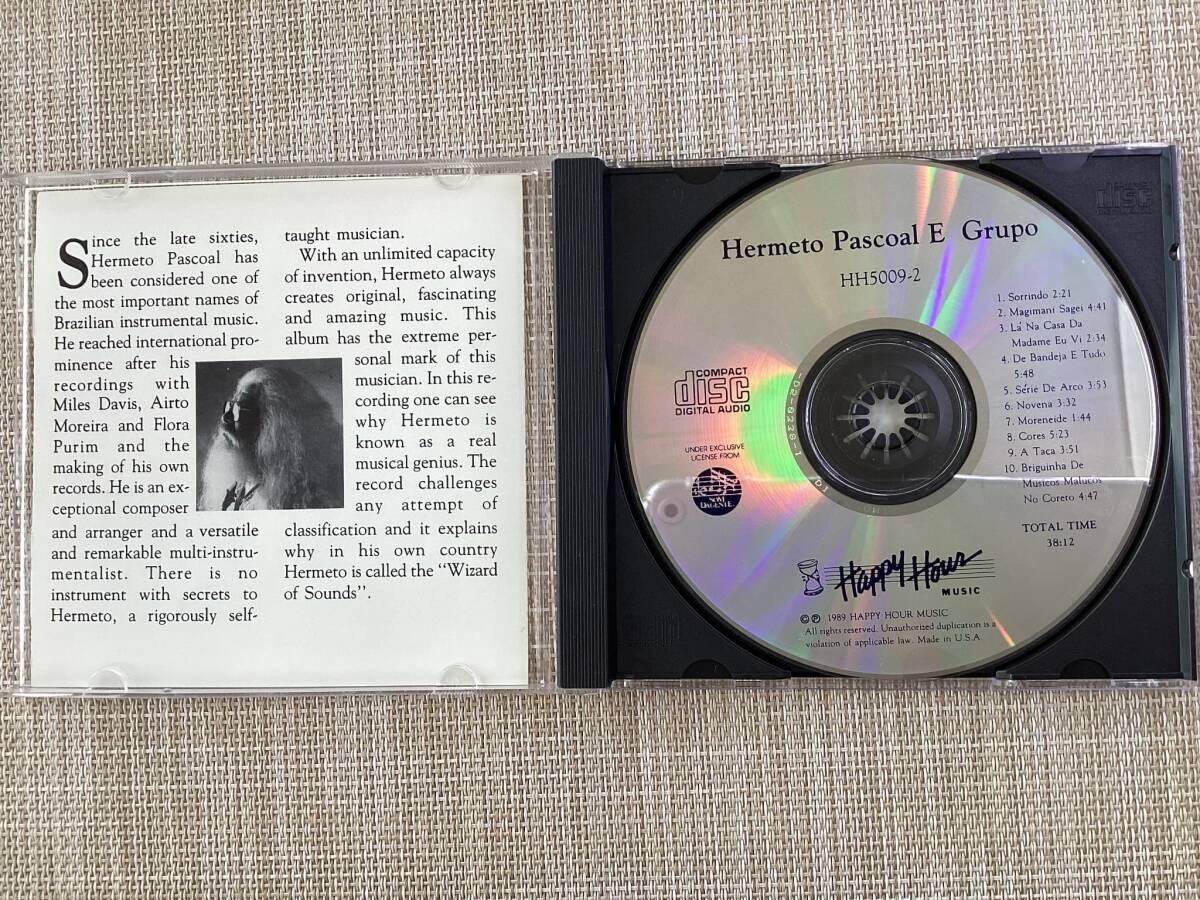 Since the late sixties,
Hermeto Pascoal has
been considered one of
the most important names of
Brazilian instrumental music.
He reached international pro-
minence after his
recordings with
Miles Davis, Airto
Moreira and Flora
Purim and the
making of his own
records. He is an ex-
ceptional composer
and arranger and a versatile
and remarkable multi-instru-
mentalist. There is no
instrument with secrets to
Hermeto, a rigorously self-
taught musician.
With an unlimited capacity
of invention, Hermeto always
creates original, fascinating
and amazing music. This
album has the extreme per-
sonal mark of this
musician. In this re-
cording one can see
why Hermeto is
known as a real
musical genius. The
record challenges
any attempt of
classification and it explains
why in his own country
Hermeto is called the “Wizard
of Sounds”.
Hermeto Pascoal E Grupo
HH5009-2
1. Sorrindo 2:21
2. Magimani Sagei 4:41
3. Lá Na Casa Da
Madame Eu Vi 2:34
4. De Bandeja E Tudo
5:48
5. Série De Arco 3:53
6. Novena 3:32
7. Moreneide 1:44
8. Cores 5:23
9. A Taca 3:51
10. Briguinha De
Musicos Malucos
No Coreto 4:47
TOTAL TIME
38:12
COMPACT
disc
DIGITAL AUDIO
UNDER EXCLUSIVE
LICENSE FROM
SOM
DA GENTE
Happy Hour
MUSIC
© ℗ 1989 HAPPY HOUR MUSIC
All rights reserved. Unauthorized duplication is a
violation of applicable law. Made in U.S.A.
disc